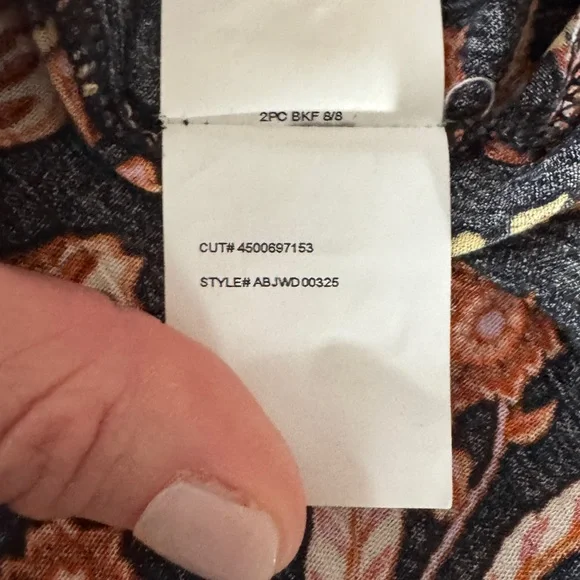 2PC BKF 8/8
CUT# 4500697153
STYLE# ABJWD00325